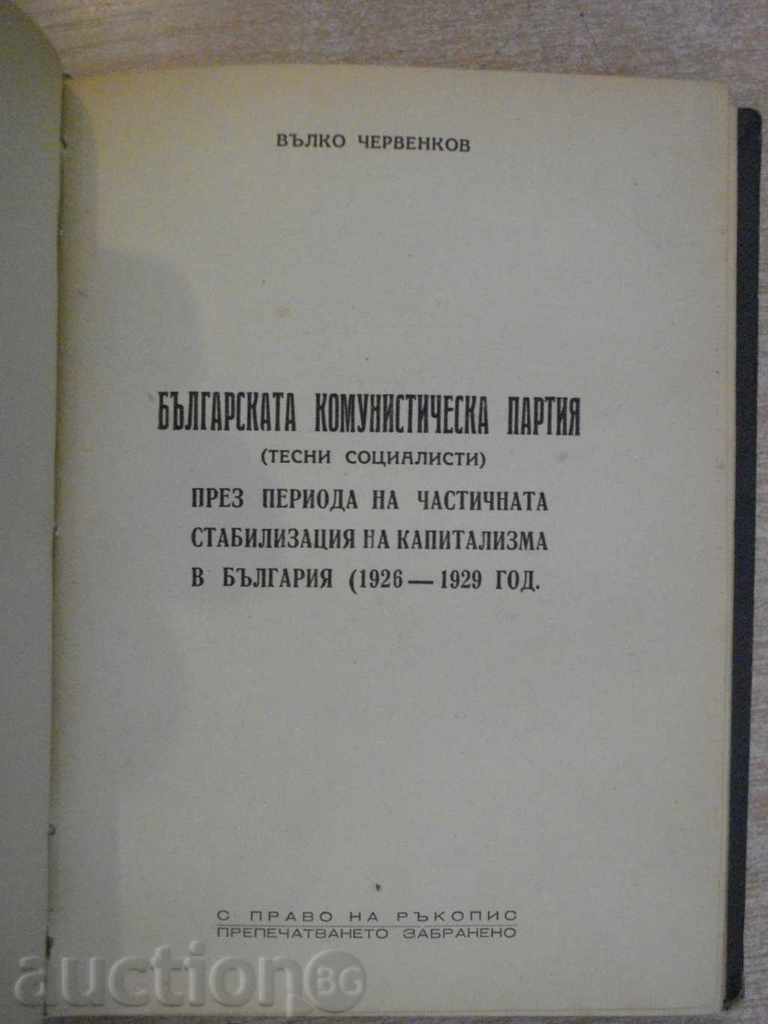 ВЪЛКО ЧЕРВЕНКОВ
БЪЛГАРСКАТА КОМУНИСТИЧЕСКА ПАРТИЯ
(ТЕСНИ СОЦИАЛИСТИ)
ПРЕЗ ПЕРИОДА НА ЧАСТИЧНАТА
СТАБИЛИЗАЦИЯ НА КАПИТАЛИЗМА
В БЪЛГАРИЯ (1926 — 1929 ГОД.
С ПРАВО НА РЪКОПИС
ПРЕПЕЧАТВАНЕТО ЗАБРАНЕНО
auction BG